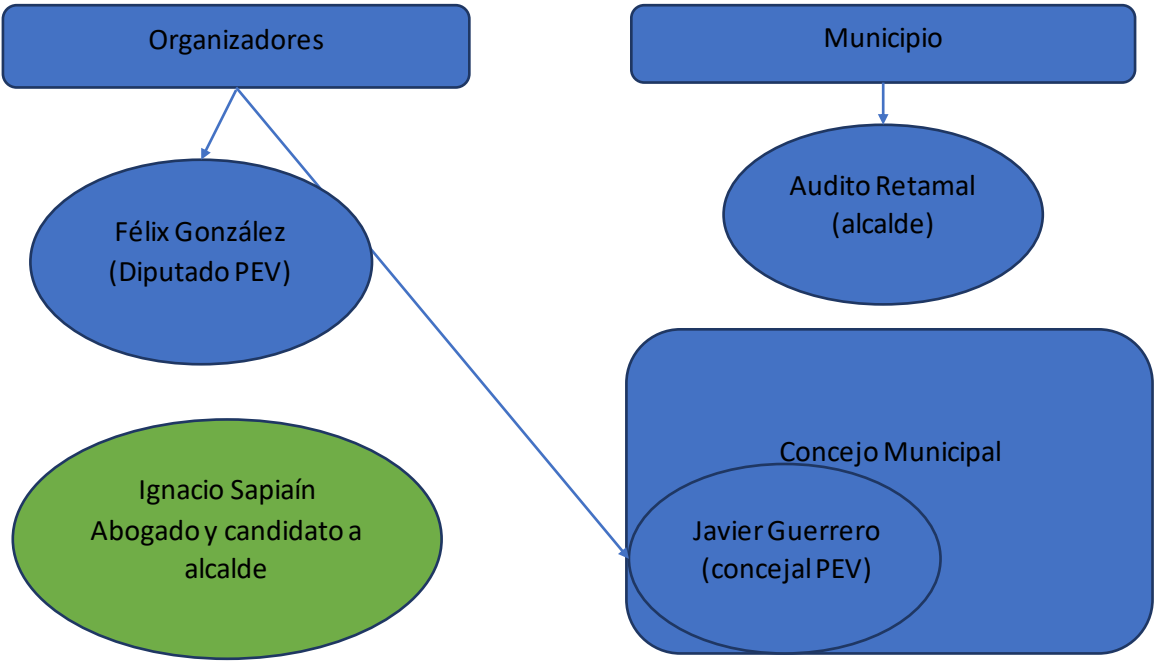 Organizadores
Municipio
Félix González
(Diputado PEV)
Audito Retamal
(alcalde)
Ignacio Sapiaín
Abogado y candidato a
alcalde
Concejo Municipal
Javier Guerrero
(concejal PEV)